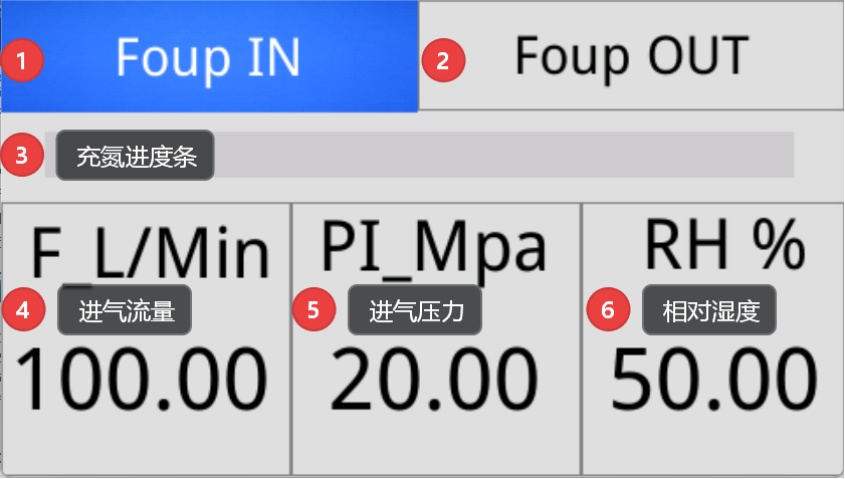 1 Foup IN
2 Foup OUT
3 充氮进度条
F_L/Min
PI_Mpa
RH %
4 进气流量
5 进气压力
6 相对湿度
100.00
20.00
50.00